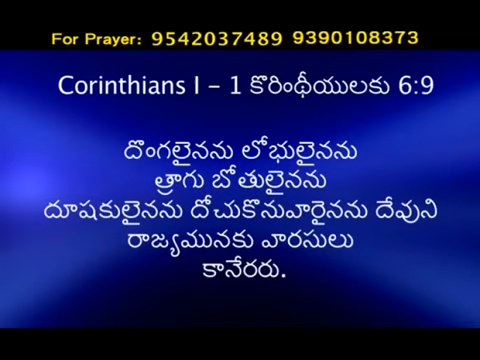 For Prayer: 9542037489 9390108373
Corinthians I – 1 కొరింథీయులకు 6:9
దొంగలైనను లోభులైనను
త్రాగు బోతులైనను
దూషకులైనను దోచుకొనువారైనను దేవుని
రాజ్యమునకు వారసులు
కానేరరు.